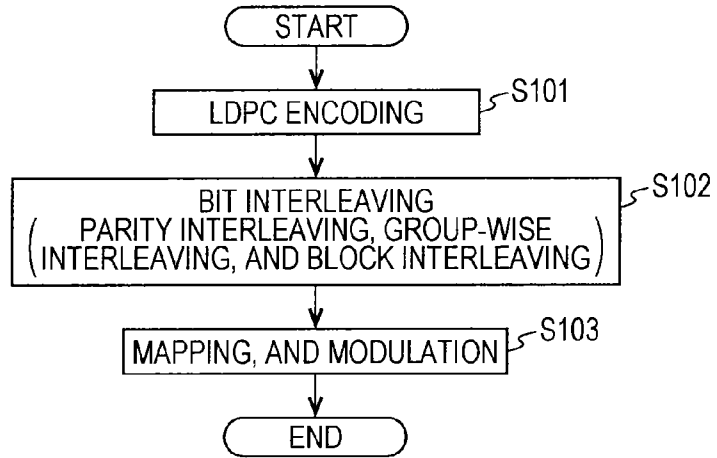 START
LDPC ENCODING
S101
BIT INTERLEAVING
(PARITY INTERLEAVING, GROUP-WISE
INTERLEAVING, AND BLOCK INTERLEAVING)
S102
MAPPING, AND MODULATION
S103
END